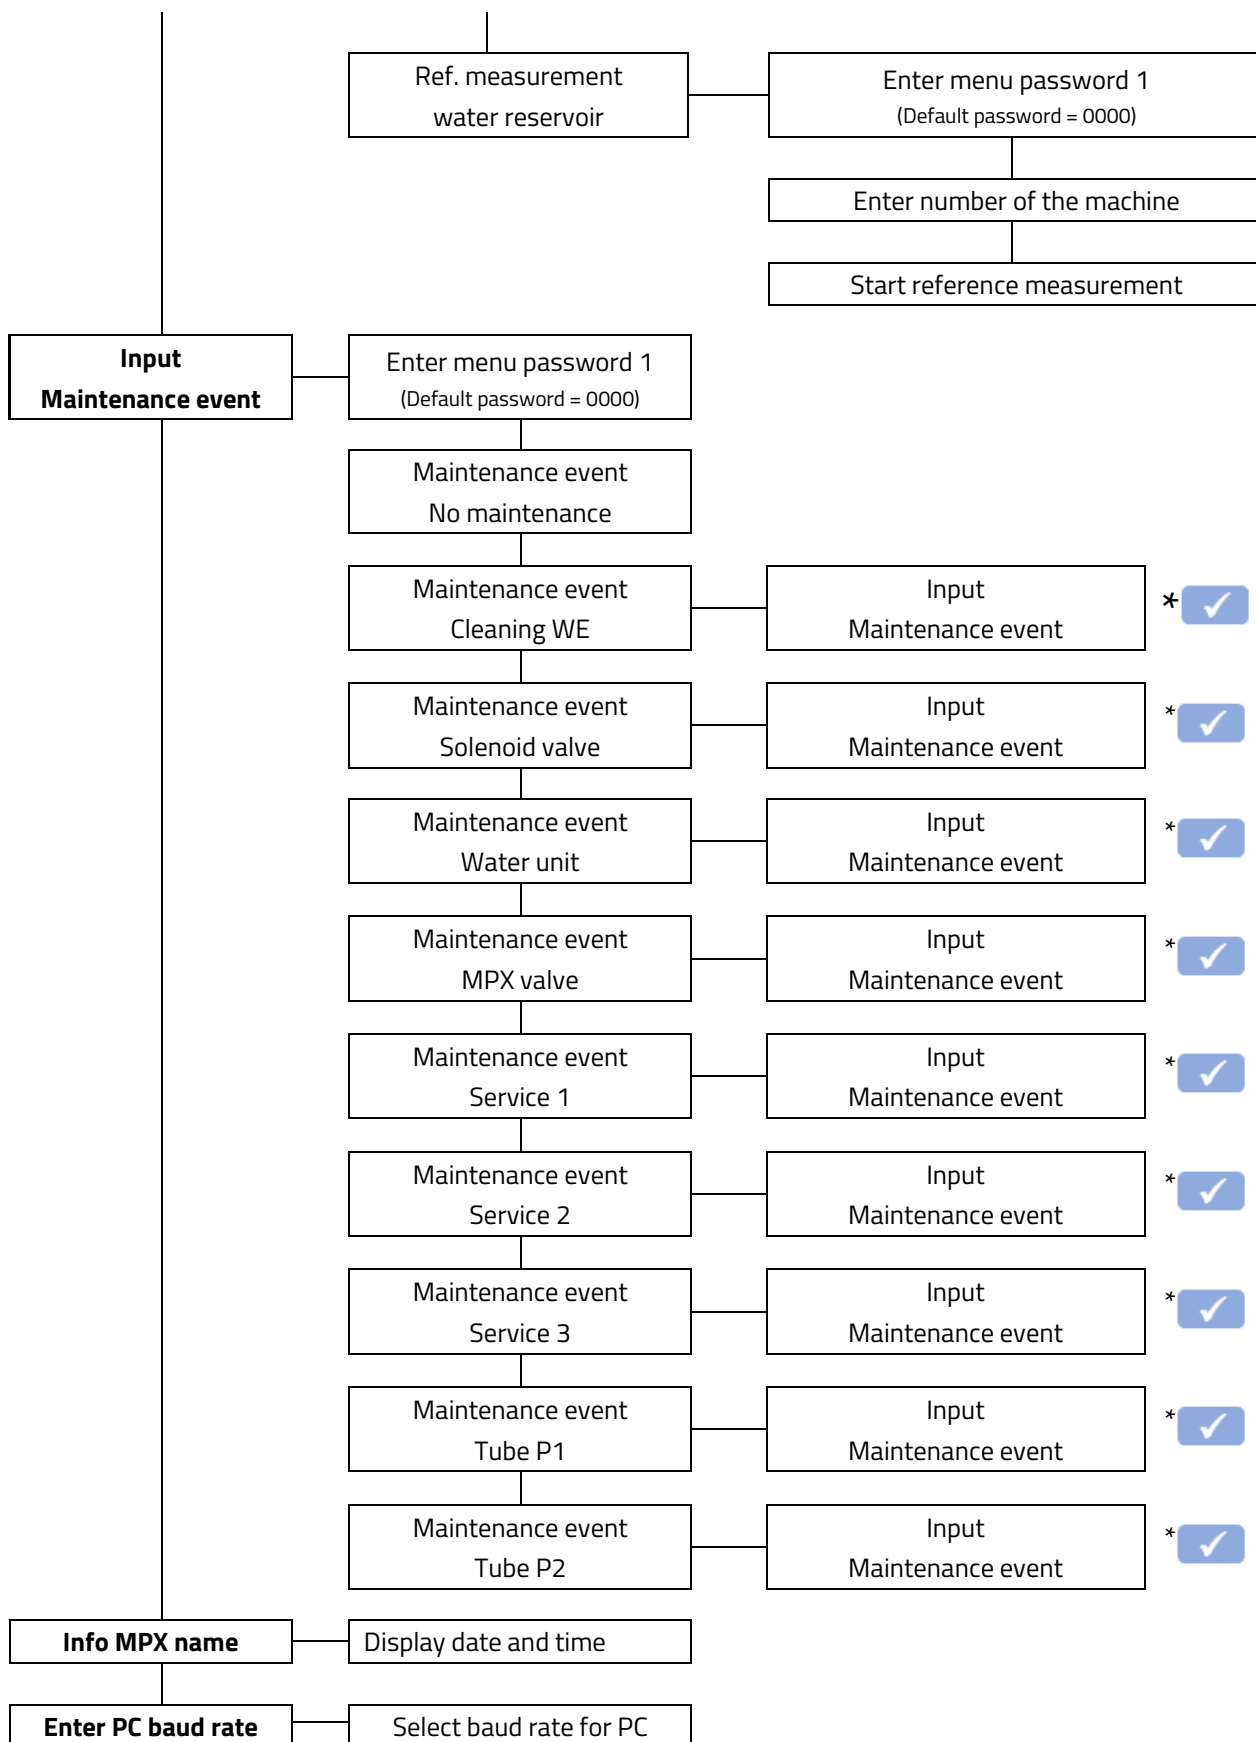 Ref. measurement
water reservoir
Enter menu password 1
(Default password = 0000)
Enter number of the machine
Start reference measurement
Input
Maintenance event
Enter menu password 1
(Default password = 0000)
Maintenance event
No maintenance
Maintenance event
Cleaning WE
Input
Maintenance event
*
Maintenance event
Solenoid valve
Input
Maintenance event
*
Maintenance event
Water unit
Input
Maintenance event
*
Maintenance event
MPX valve
Input
Maintenance event
*
Maintenance event
Service 1
Input
Maintenance event
*
Maintenance event
Service 2
Input
Maintenance event
*
Maintenance event
Service 3
Input
Maintenance event
*
Maintenance event
Tube P1
Input
Maintenance event
*
Maintenance event
Tube P2
Input
Maintenance event
*
Info MPX name
Display date and time
Enter PC baud rate
Select baud rate for PC